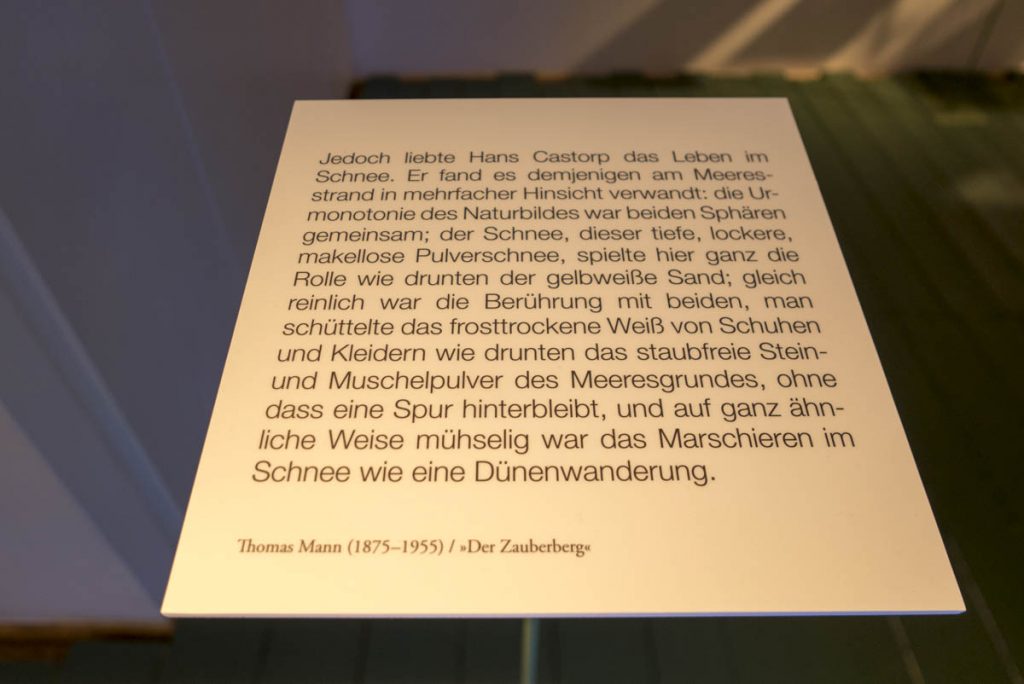 Jedoch liebte Hans Castorp das Leben im
Schnee. Er fand es demjenigen am Meeres-
strand in mehrfacher Hinsicht verwandt: die Ur-
monotonie des Naturbildes war beiden Sphären
gemeinsam; der Schnee, dieser tiefe, lockere,
makellose Pulverschnee, spielte hier ganz die
Rolle wie drunten der gelbweiße Sand; gleich
reinlich war die Berührung mit beiden, man
schüttelte das frosttrockene Weiß von Schuhen
und Kleidern wie drunten das staubfreie Stein-
und Muschelpulver des Meeresgrundes, ohne
dass eine Spur hinterbleibt, und auf ganz ähn-
liche Weise mühselig war das Marschieren im
Schnee wie eine Dünenwanderung.
Thomas Mann (1875–1955) / »Der Zauberberg«